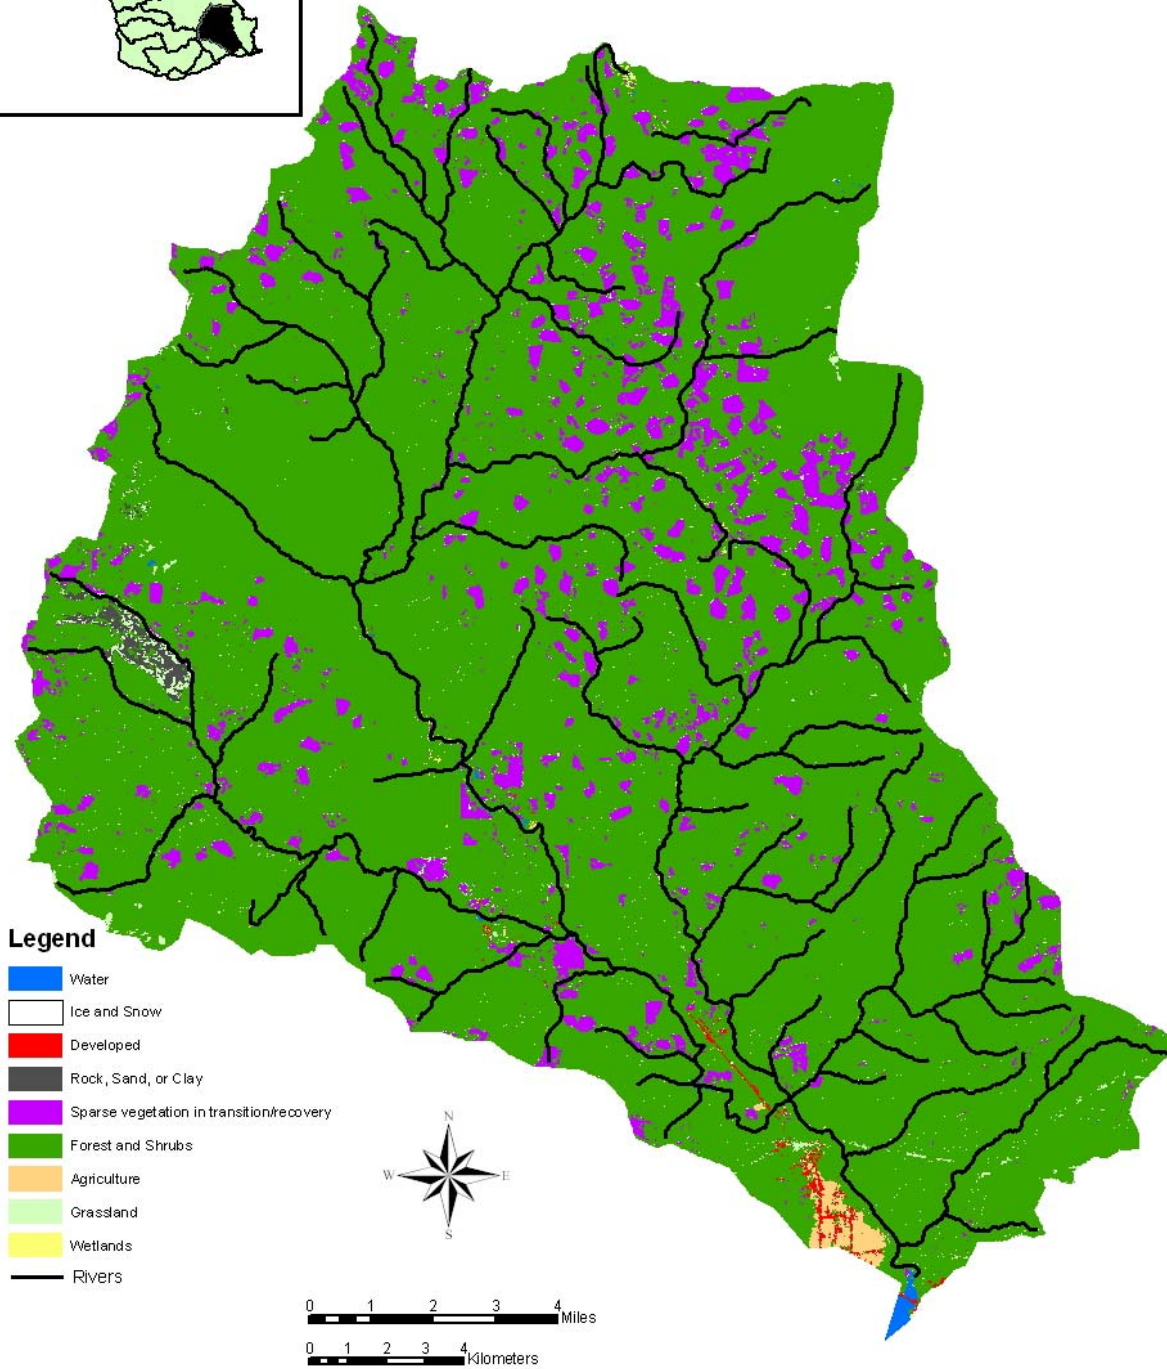 Legend
Water
Ice and Snow
Developed
Rock, Sand, or Clay
Sparse vegetation in transition/recovery
Forest and Shrubs
Agriculture
Grassland
Wetlands
Rivers
N
W E
S
0 1 2 3 4
Miles
0 1 2 3 4
Kilometers